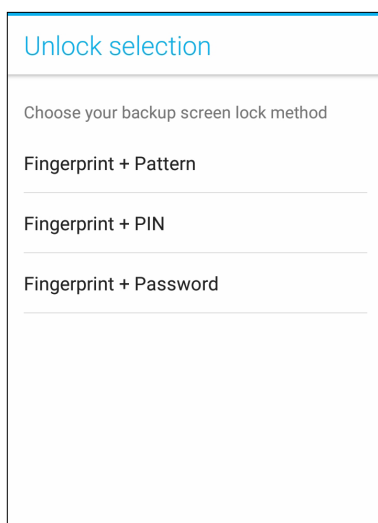 Unlock selection
Choose your backup screen lock method
Fingerprint + Pattern
Fingerprint + PIN
Fingerprint + Password